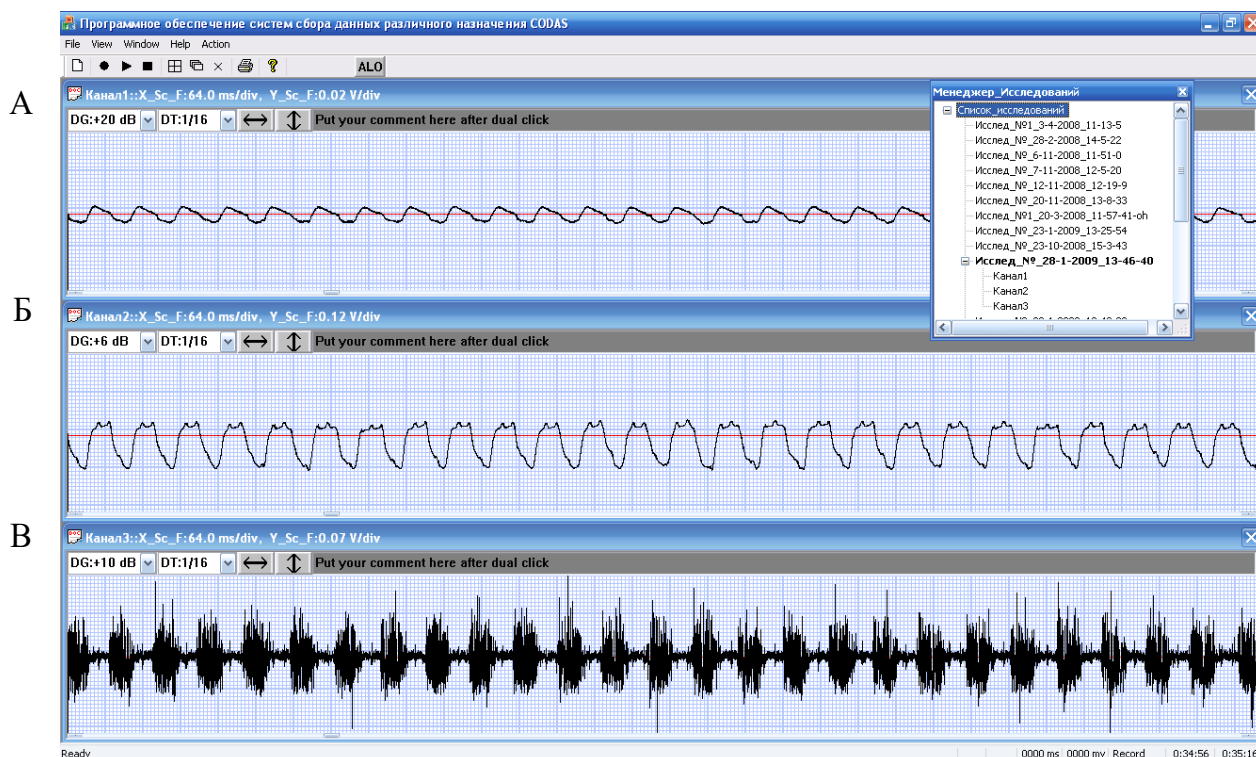 Программное обеспечение систем сбора данных различного назначения CODAS
File View Window Help Action
ALO
А
Канал1::X_Sc_F:64.0 ms/div, Y_Sc_F:0.02 V/div
DG:+20 dB DT:1/16 Put your comment here after dual click
Менеджер_Исследований
Список_исследований
Исслед_№1_3-4-2008_11-13-5
Исслед_№_28-2-2008_14-5-22
Исслед_№_6-11-2008_11-51-0
Исслед_№_7-11-2008_12-5-20
Исслед_№_12-11-2008_12-19-9
Исслед_№_20-11-2008_13-8-33
Исслед_№1_20-3-2008_11-57-41-oh
Исслед_№_23-1-2009_13-25-54
Исслед_№_23-10-2008_15-3-43
Исслед_№_28-1-2009_13-46-40
Канал1
Канал2
Канал3
Б
Канал2::X_Sc_F:64.0 ms/div, Y_Sc_F:0.12 V/div
DG:+6 dB DT:1/16 Put your comment here after dual click
В
Канал3::X_Sc_F:64.0 ms/div, Y_Sc_F:0.07 V/div
DG:+10 dB DT:1/16 Put your comment here after dual click
Ready 0000 ms 0000 mv Record 0:34:56 0:35:16